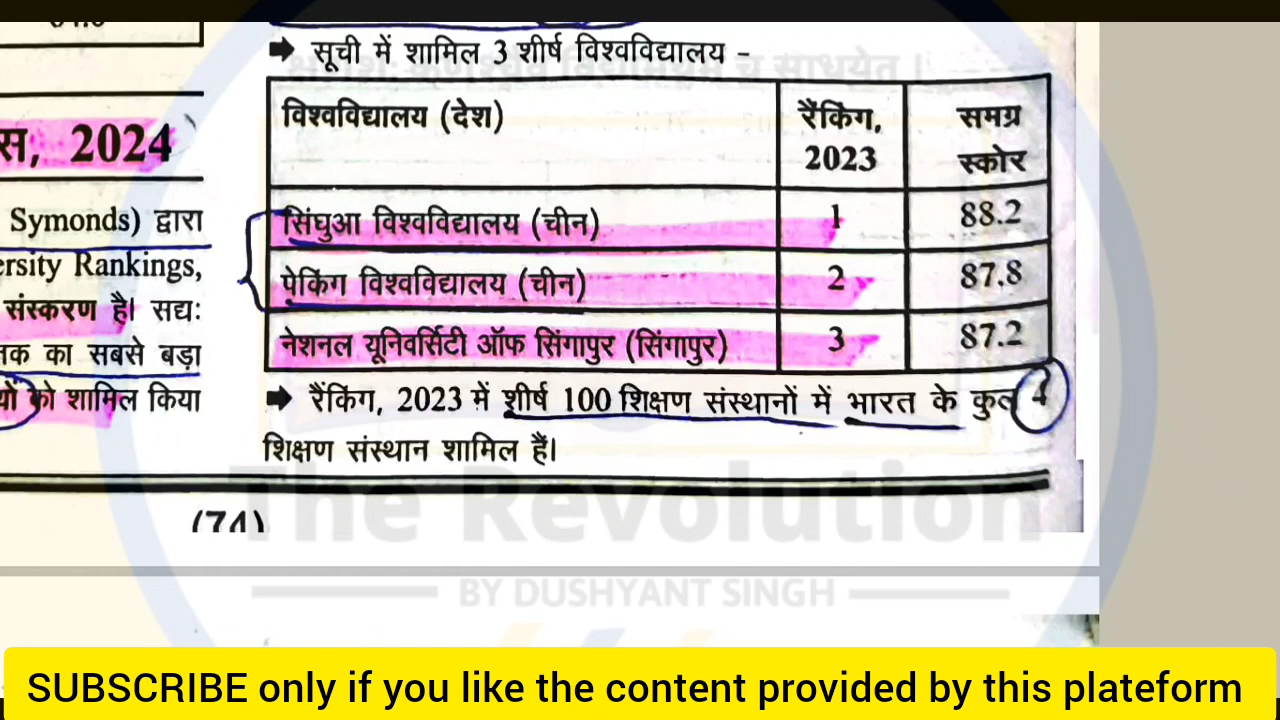 स, 2024
Symonds) द्वारा
ersity Rankings,
संस्करण है। सद्यः
का सबसे बड़ा
को शामिल किया
➡ सूची में शामिल 3 शीर्ष विश्वविद्यालय -
विश्वविद्यालय (देश) रैंकिंग, 2023 समग्र स्कोर
सिंघुआ विश्वविद्यालय (चीन) 1 88.2
पेकिंग विश्वविद्यालय (चीन) 2 87.8
नेशनल यूनिवर्सिटी ऑफ सिंगापुर (सिंगापुर) 3 87.2
➡ रैंकिंग, 2023 में शीर्ष 100 शिक्षण संस्थानों में भारत के कुल
शिक्षण संस्थान शामिल हैं।
(74)
The Revolution
BY DUSHYANT SINGH
SUBSCRIBE only if you like the content provided by this plateform